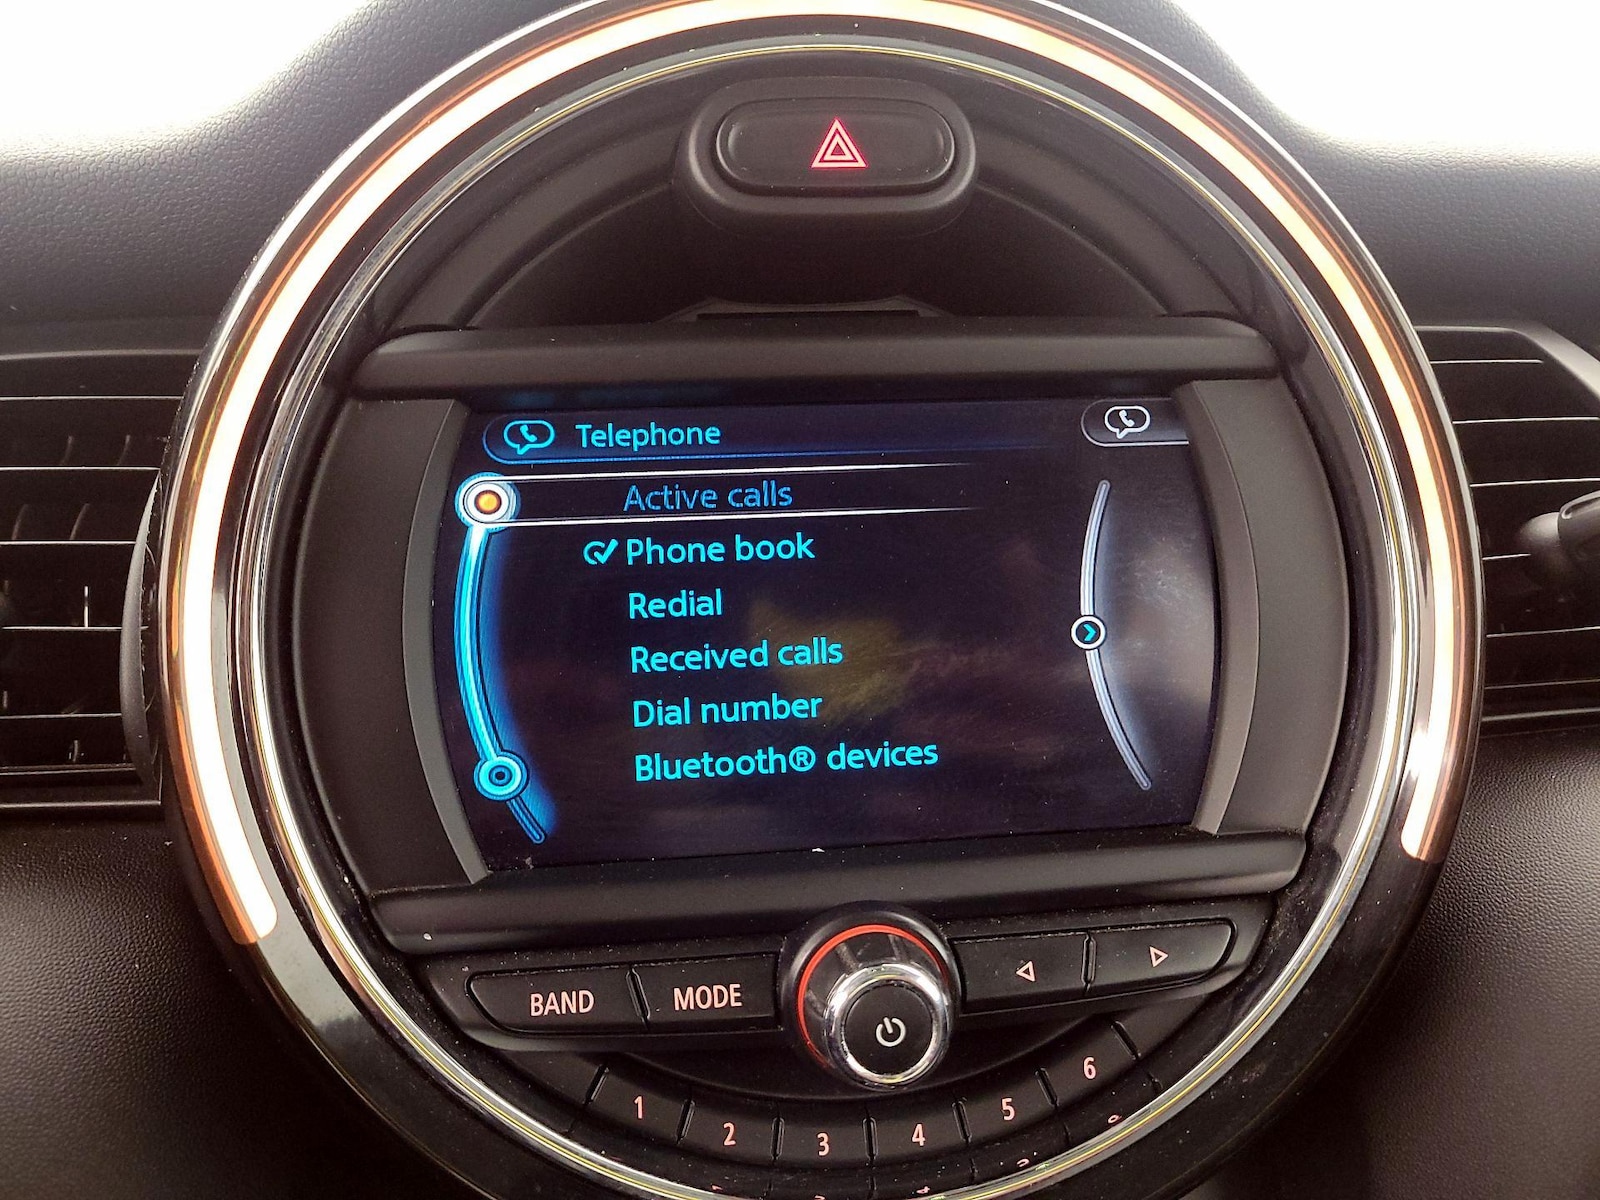 Telephone
Active calls
Phone book
Redial
Received calls
Dial number
Bluetooth® devices
BAND MODE
1 2 3 4 5 6